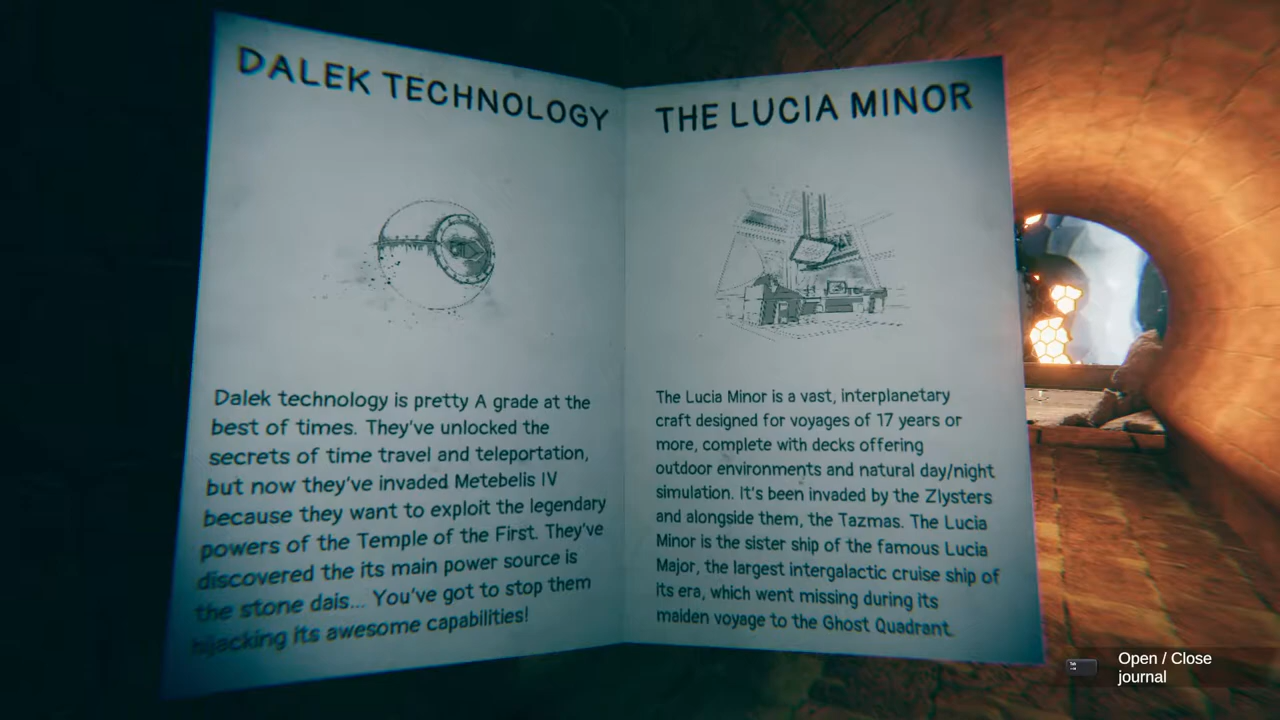 DALEK TECHNOLOGY
Dalek technology is pretty A grade at the
best of times. They've unlocked the
secrets of time travel and teleportation,
but now they've invaded Metebelis IV
because they want to exploit the legendary
powers of the Temple of the First. They've
discovered the its main power source is
the stone dais... You've got to stop them
hijacking its awesome capabilities!
THE LUCIA MINOR
The Lucia Minor is a vast, interplanetary
craft designed for voyages of 17 years or
more, complete with decks offering
outdoor environments and natural day/night
simulation. It's been invaded by the Zlysters
and alongside them, the Tazmas. The Lucia
Minor is the sister ship of the famous Lucia
Major, the largest intergalactic cruise ship of
its era, which went missing during its
maiden voyage to the Ghost Quadrant.
Tab
Open / Close
journal